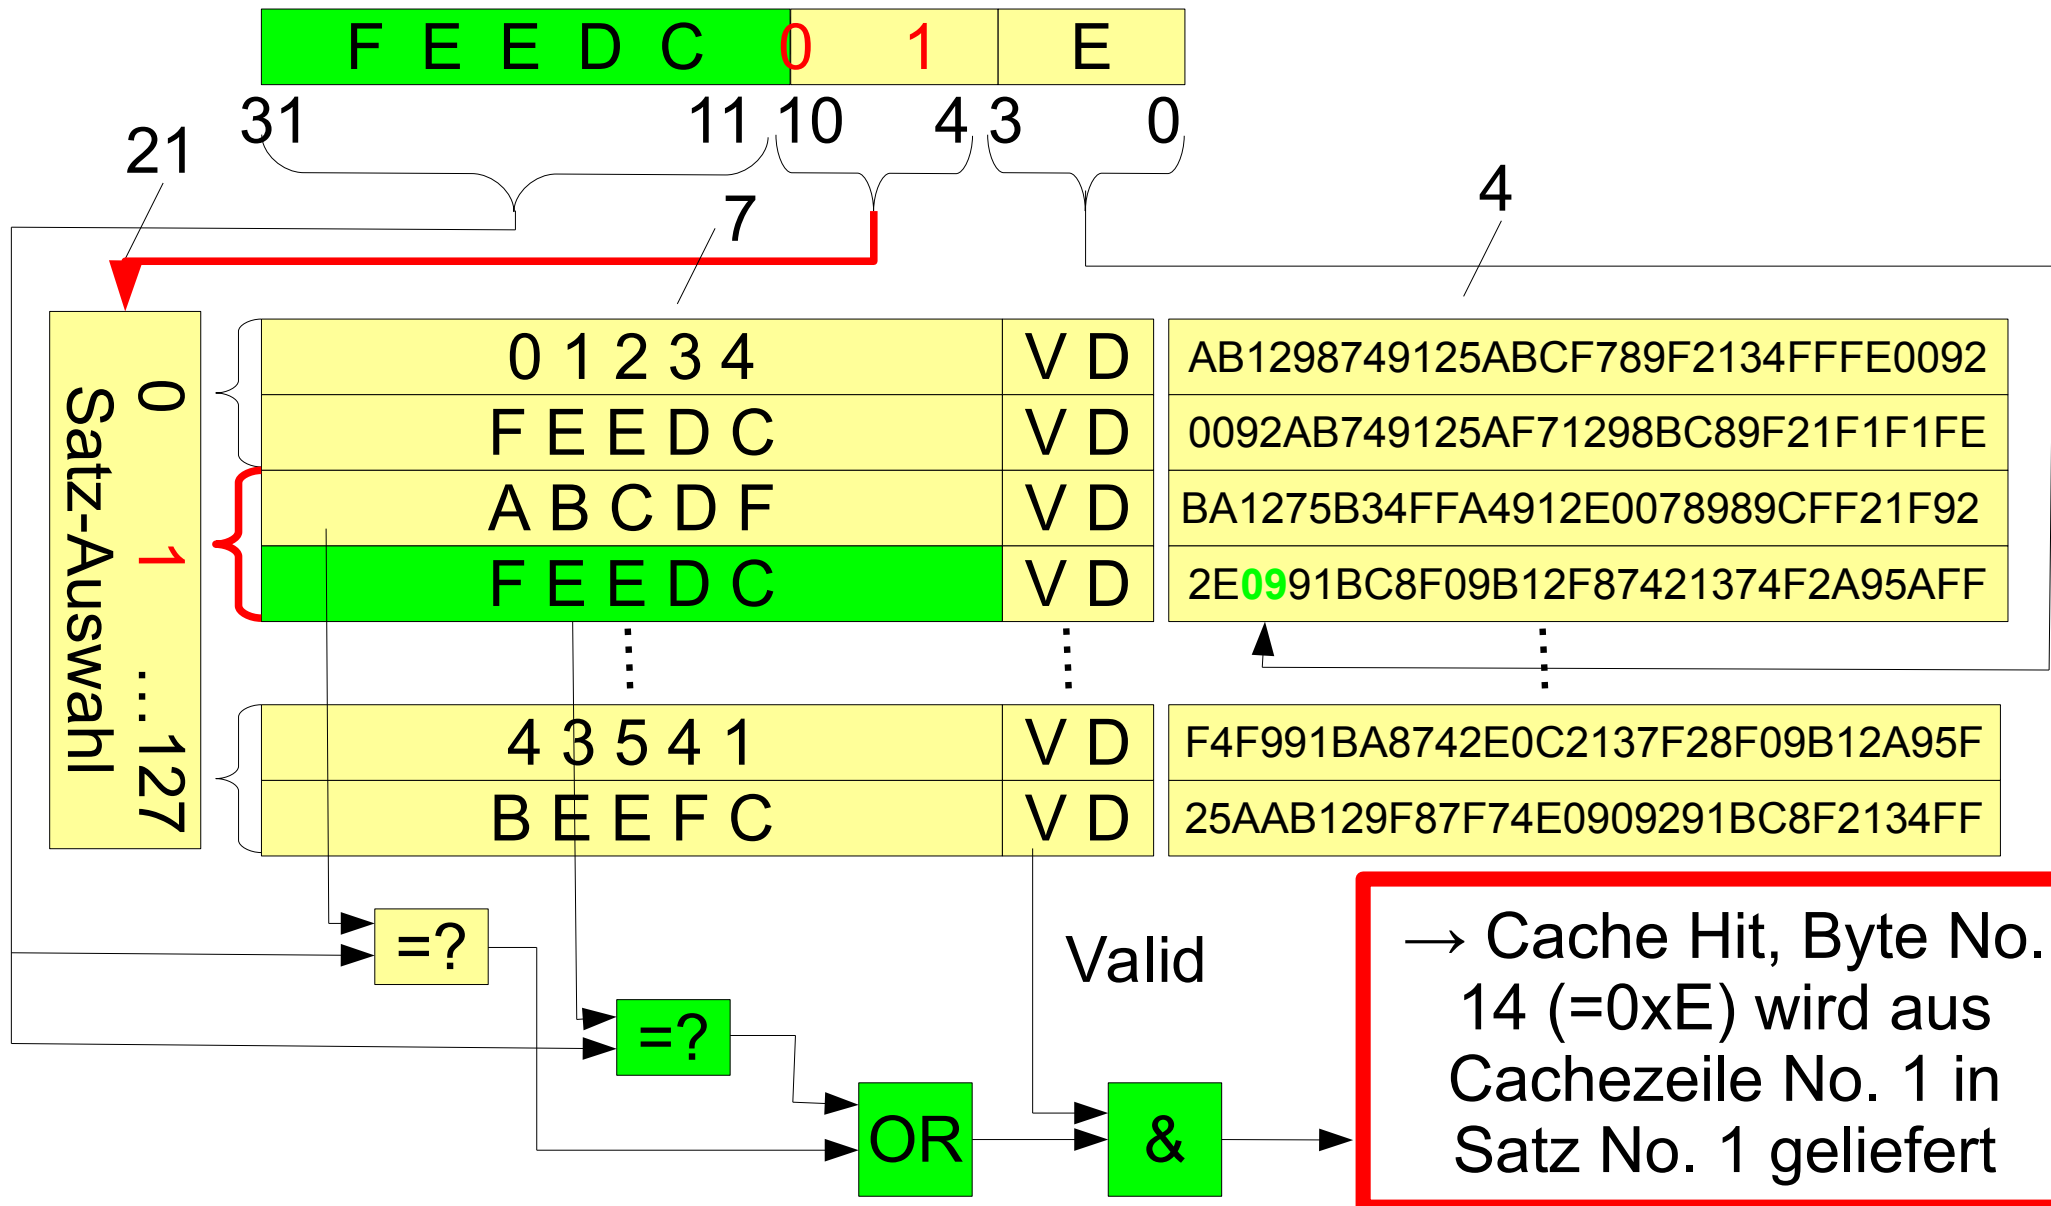 F E E D C 0 1 E
31 11 10 4 3 0
21
7
4
Satz-Auswahl
0 1 ...127
0 1 2 3 4 V D AB1298749125ABCF789F2134FFFE0092
F E E D C V D 0092AB749125AF71298BC89F21F1F1FE
A B C D F V D BA1275B34FFA4912E0078989CFF21F92
F E E D C V D 2E0991BC8F09B12F87421374F2A95AFF
4 3 5 4 1 V D F4F991BA8742E0C2137F28F09B12A95F
B E E F C V D 25AAB129F87F74E0909291BC8F2134FF
=?
Valid
=?
OR
&
→ Cache Hit, Byte No.
14 (=0xE) wird aus
Cachezeile No. 1 in
Satz No. 1 geliefert